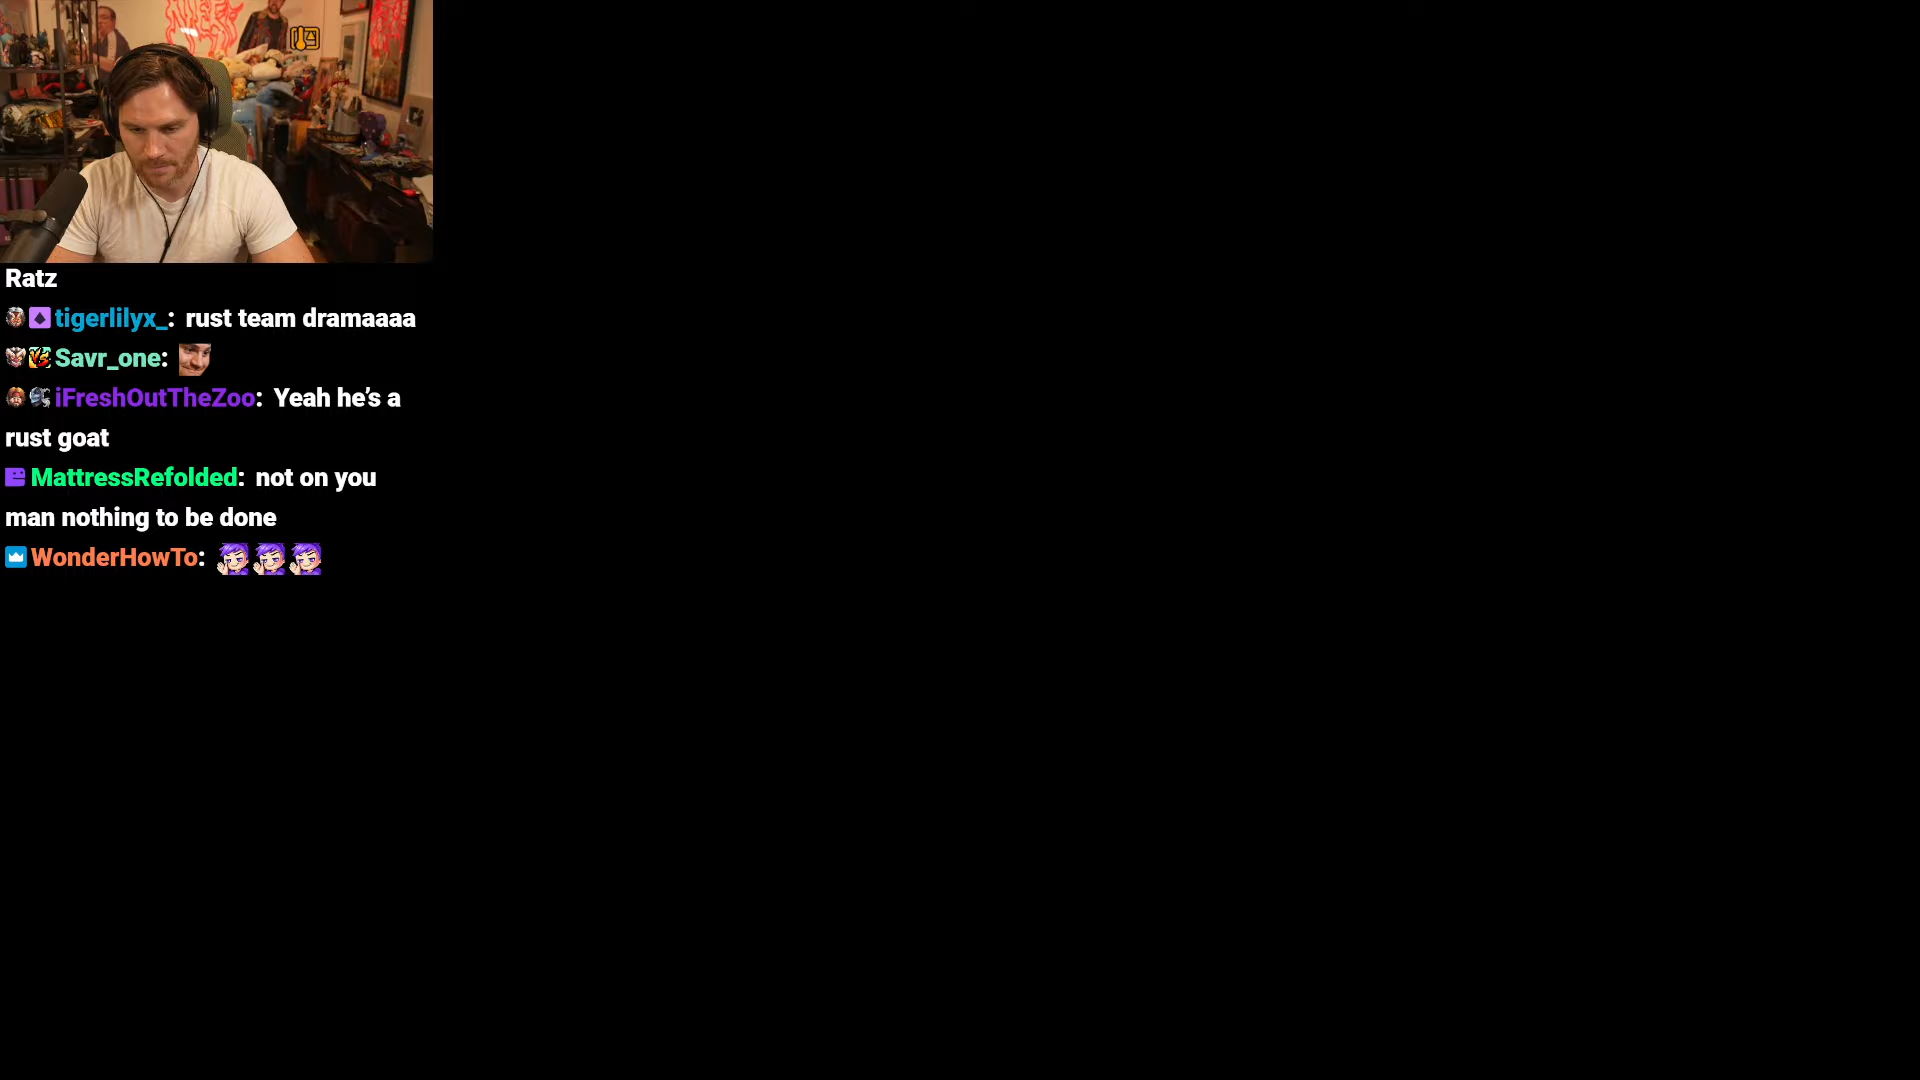 Ratz
tigerlilyx_: rust team dramaaaa
Savr_one:
iFreshOutTheZoo: Yeah he’s a
rust goat
MattressRefolded: not on you
man nothing to be done
WonderHowTo: